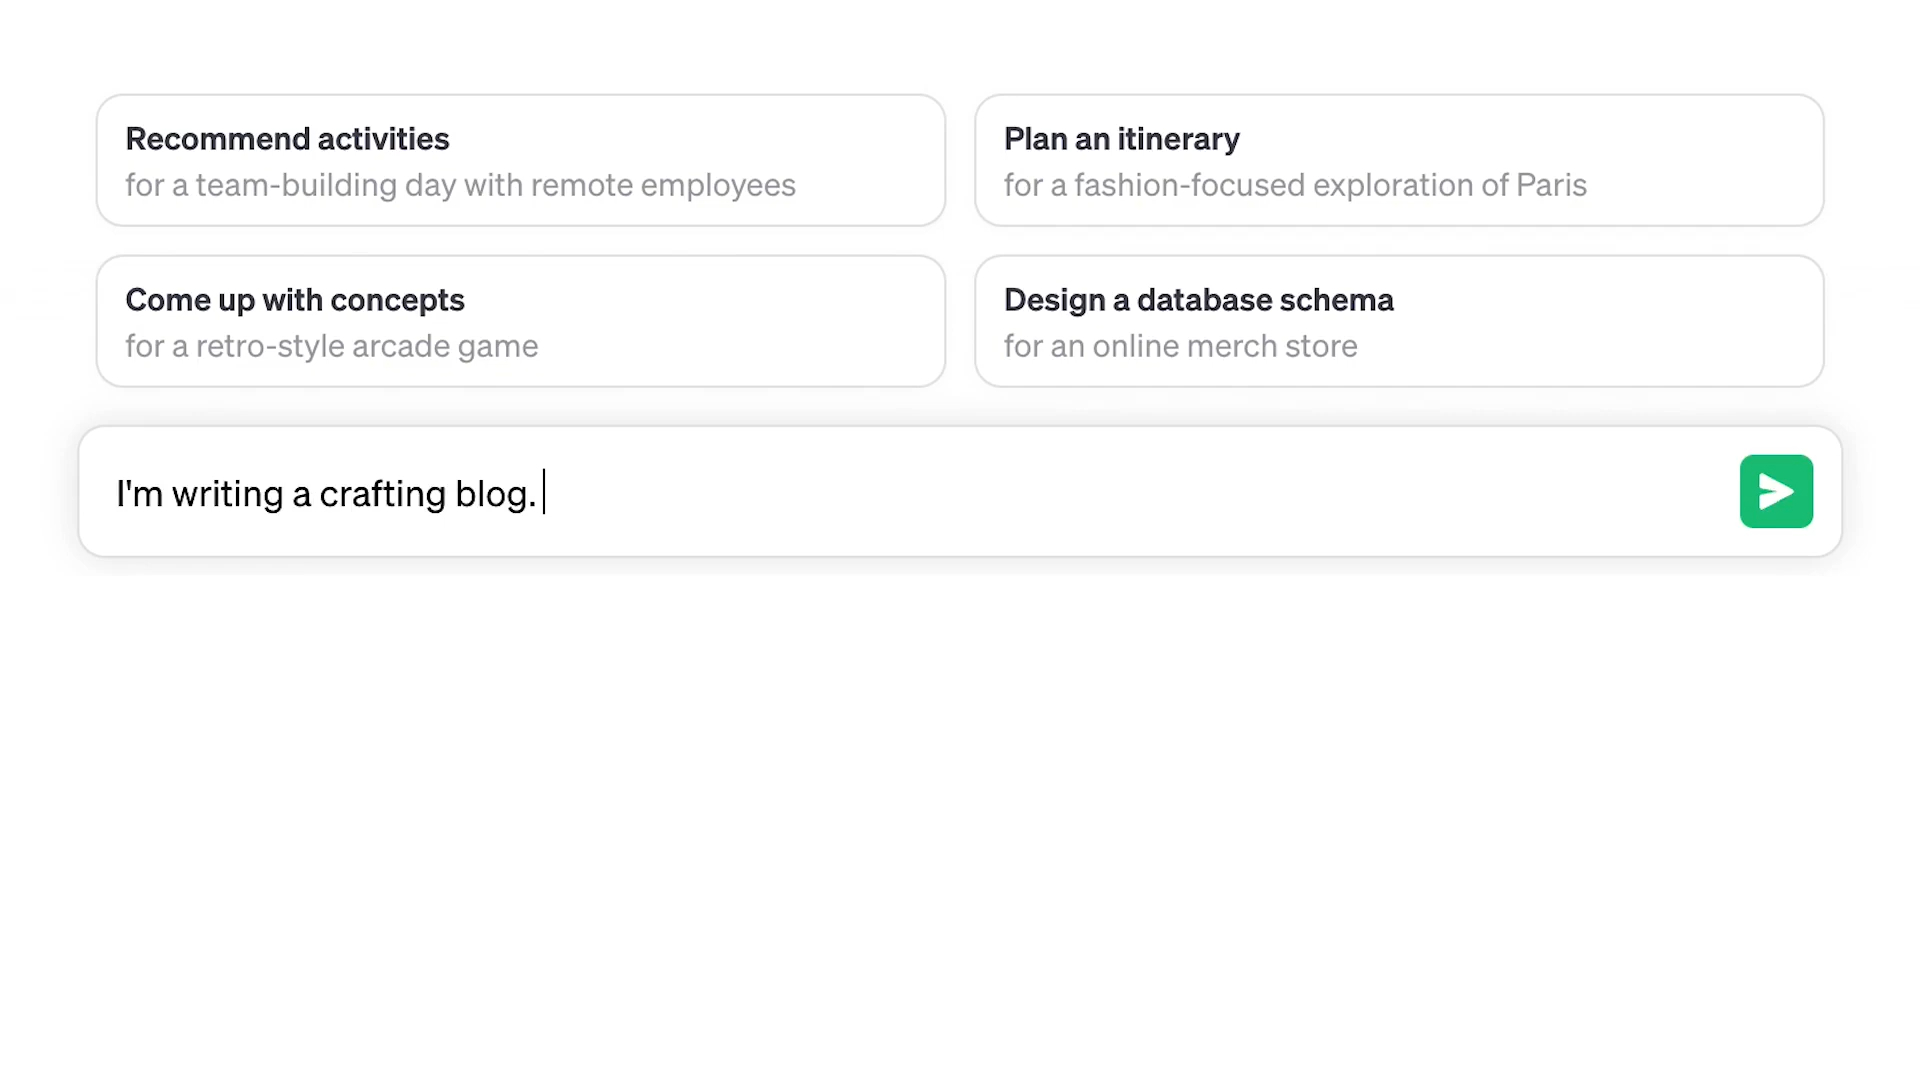 Recommend activities
for a team-building day with remote employees
Plan an itinerary
for a fashion-focused exploration of Paris
Come up with concepts
for a retro-style arcade game
Design a database schema
for an online merch store
I'm writing a crafting blog.